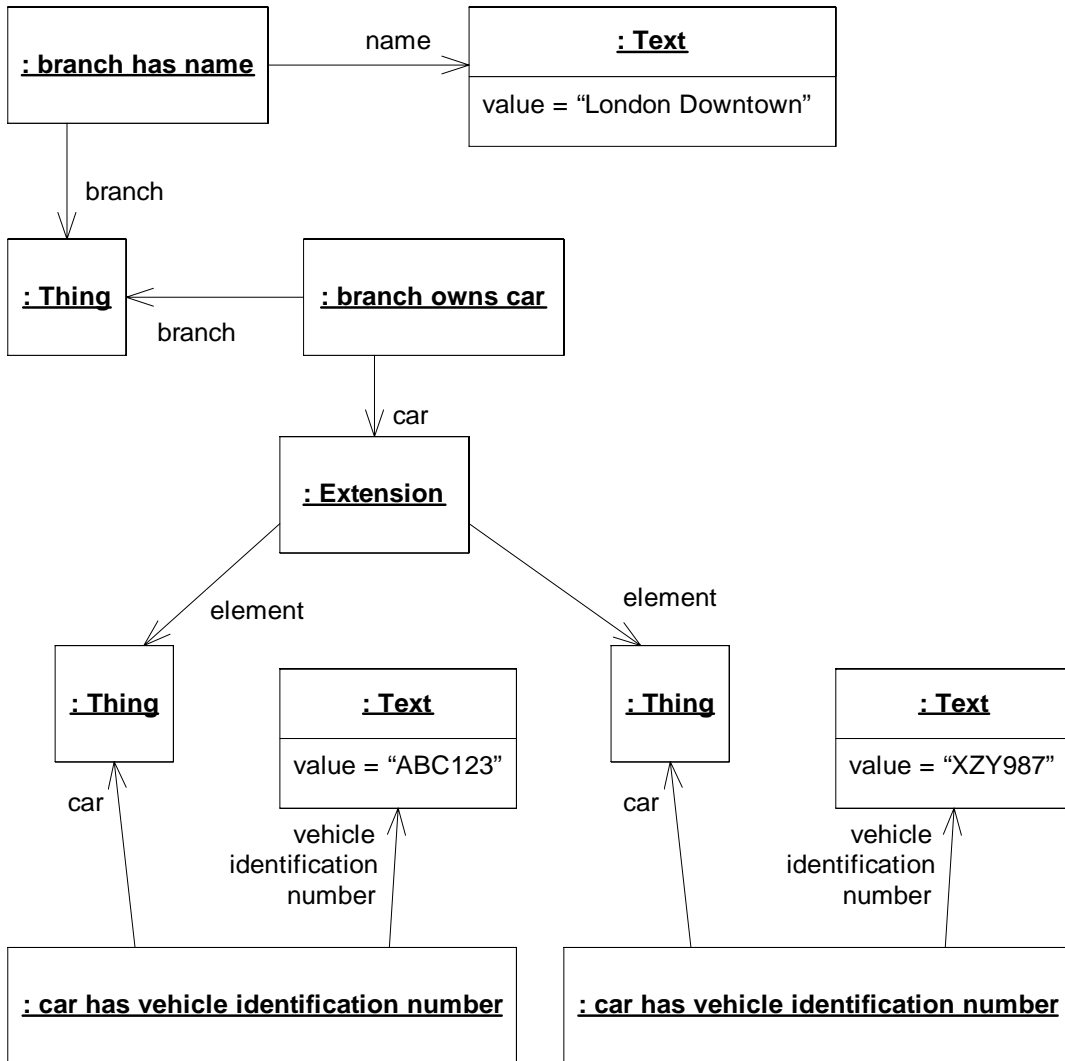 name
: Text
: branch has name
value = “London Downtown”
branch
: Thing
: branch owns car
branch
car
: Extension
element
element
: Thing
: Text
: Thing
: Text
value = “ABC123”
value = “XZY987”
car
vehicle
identification
number
car
vehicle
identification
number
: car has vehicle identification number
: car has vehicle identification number